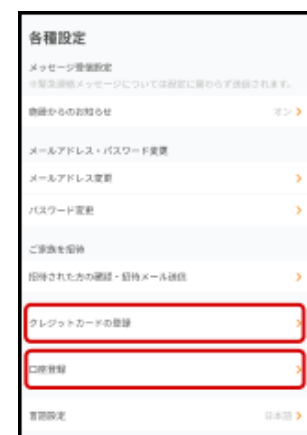 各種設定
メッセージ受信設定
※緊急連絡メッセージについては設定に関わらず送信されます。
施設からのお知らせ
オン
メールアドレス・パスワード変更
メールアドレス変更
パスワード変更
ご家族を招待
招待された方の確認・招待メール送信
クレジットカードの登録
口座登録
言語設定
日本語